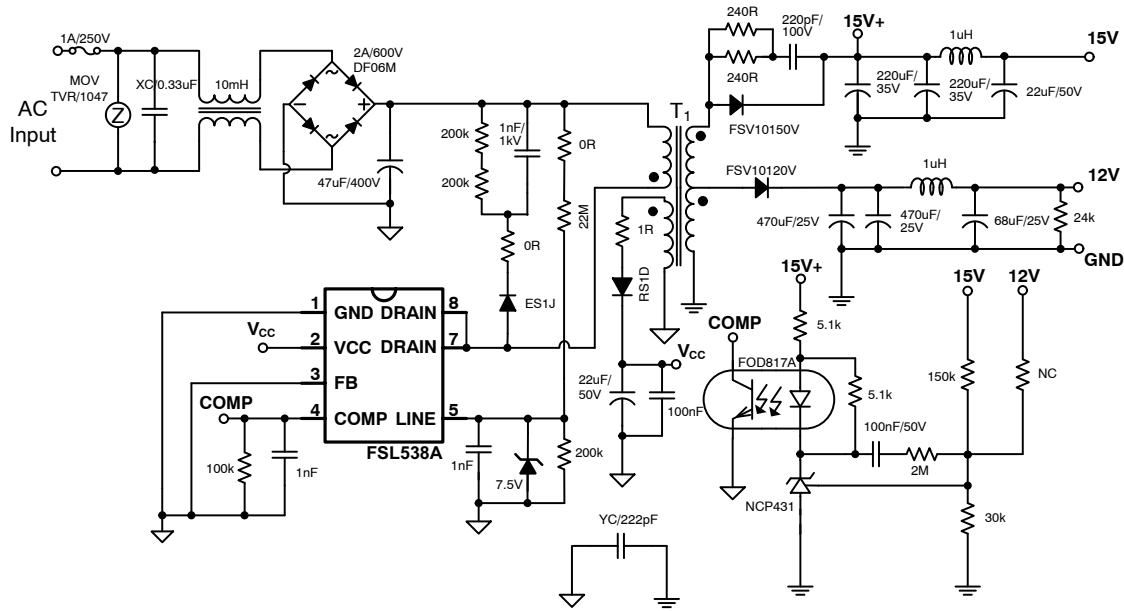 1A/250V
MOV
TVR/1047
Z
XC/0.33uF
10mH
AC
Input
2A/600V
DF06M
~
~
−
+
47uF/400V
200k
200k
1nF/
1kV
0R
0R
22M
ES1J
T1
1R
RS1D
22uF/
50V
100nF
VCC
240R
240R
220pF/
100V
FSV10150V
15V+
220uF/
35V
220uF/
35V
1uH
22uF/50V
15V
FSV10120V
470uF/25V
470uF/
25V
1uH
68uF/25V
24k
12V
GND
1 GND DRAIN 8
2 VCC DRAIN 7
3 FB
4 COMP LINE 5
FSL538A
VCC
COMP
100k
1nF
1nF
7.5V
200k
YC/222pF
15V+
5.1k
COMP
FOD817A
5.1k
100nF/50V
2M
NCP431
15V
12V
150k
NC
30k